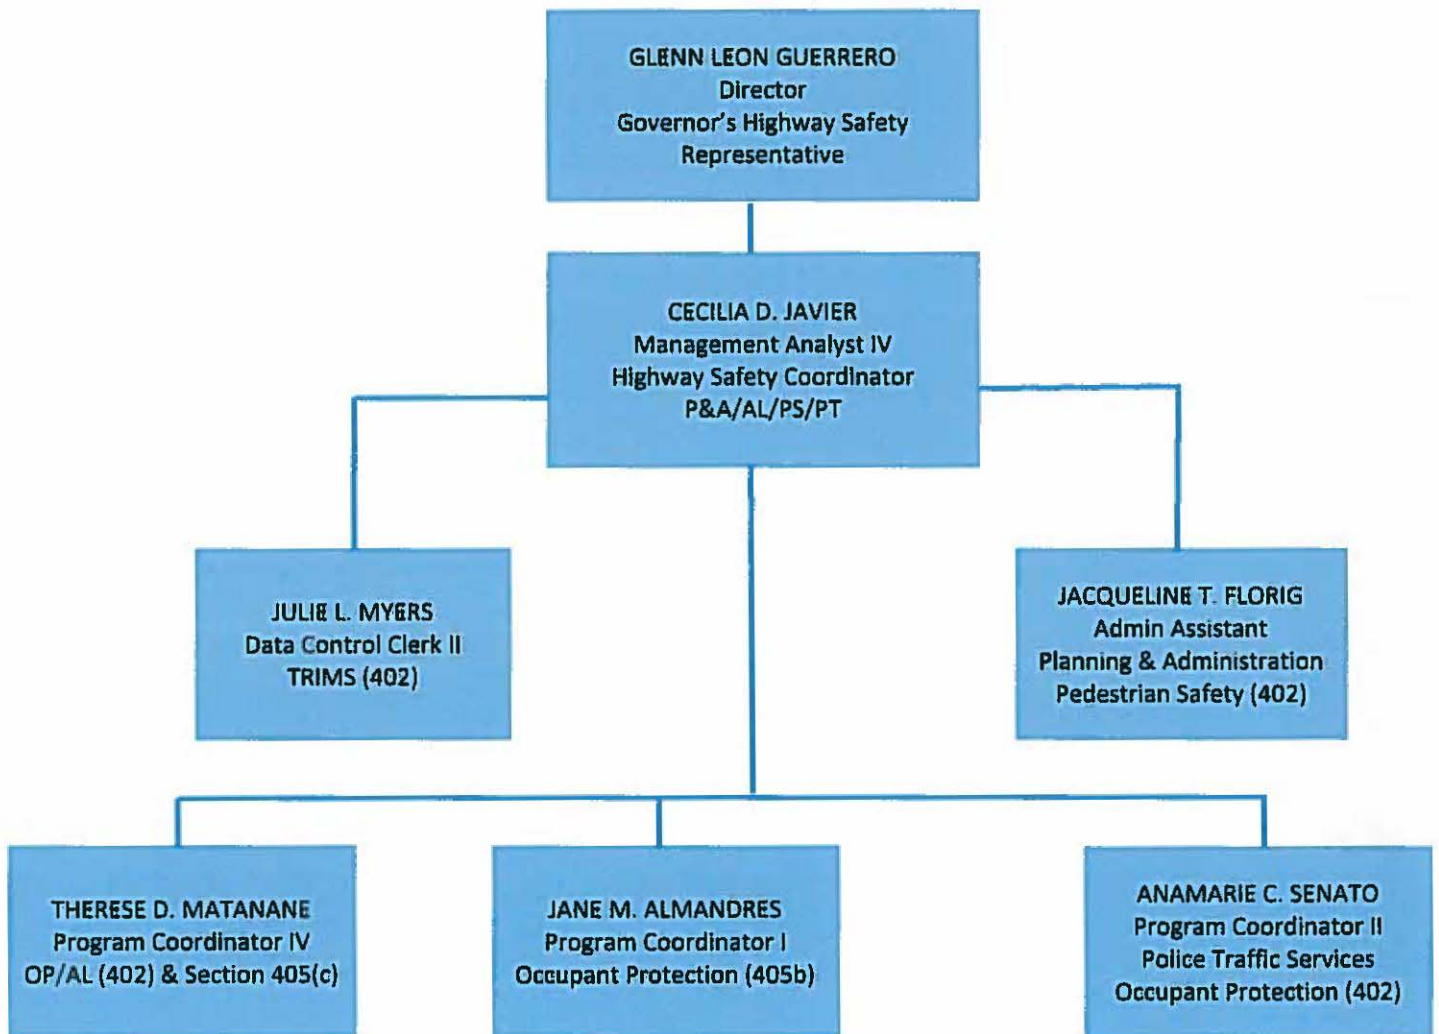 GLENN LEON GUERRERO
Director
Governor's Highway Safety
Representative
CECILIA D. JAVIER
Management Analyst IV
Highway Safety Coordinator
P&A/AL/PS/PT
JULIE L. MYERS
Data Control Clerk II
TRIMS (402)
JACQUELINE T. FLORIG
Admin Assistant
Planning & Administration
Pedestrian Safety (402)
THERESE D. MATANANE
Program Coordinator IV
OP/AL (402) & Section 405(c)
JANE M. ALMANDRES
Program Coordinator I
Occupant Protection (405b)
ANAMARIE C. SENATO
Program Coordinator II
Police Traffic Services
Occupant Protection (402)